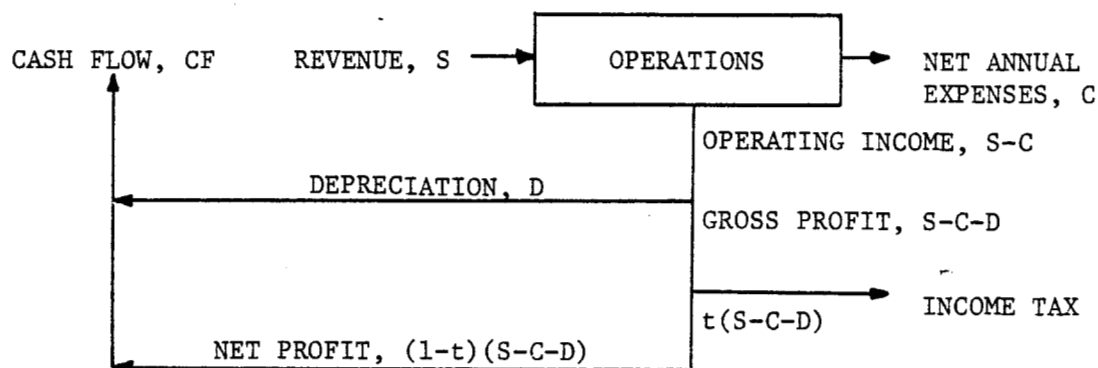 CASH FLOW, CF
REVENUE, S
OPERATIONS
NET ANNUAL
EXPENSES, C
OPERATING INCOME, S-C
DEPRECIATION, D
GROSS PROFIT, S-C-D
INCOME TAX
t(S-C-D)
NET PROFIT, (1-t)(S-C-D)